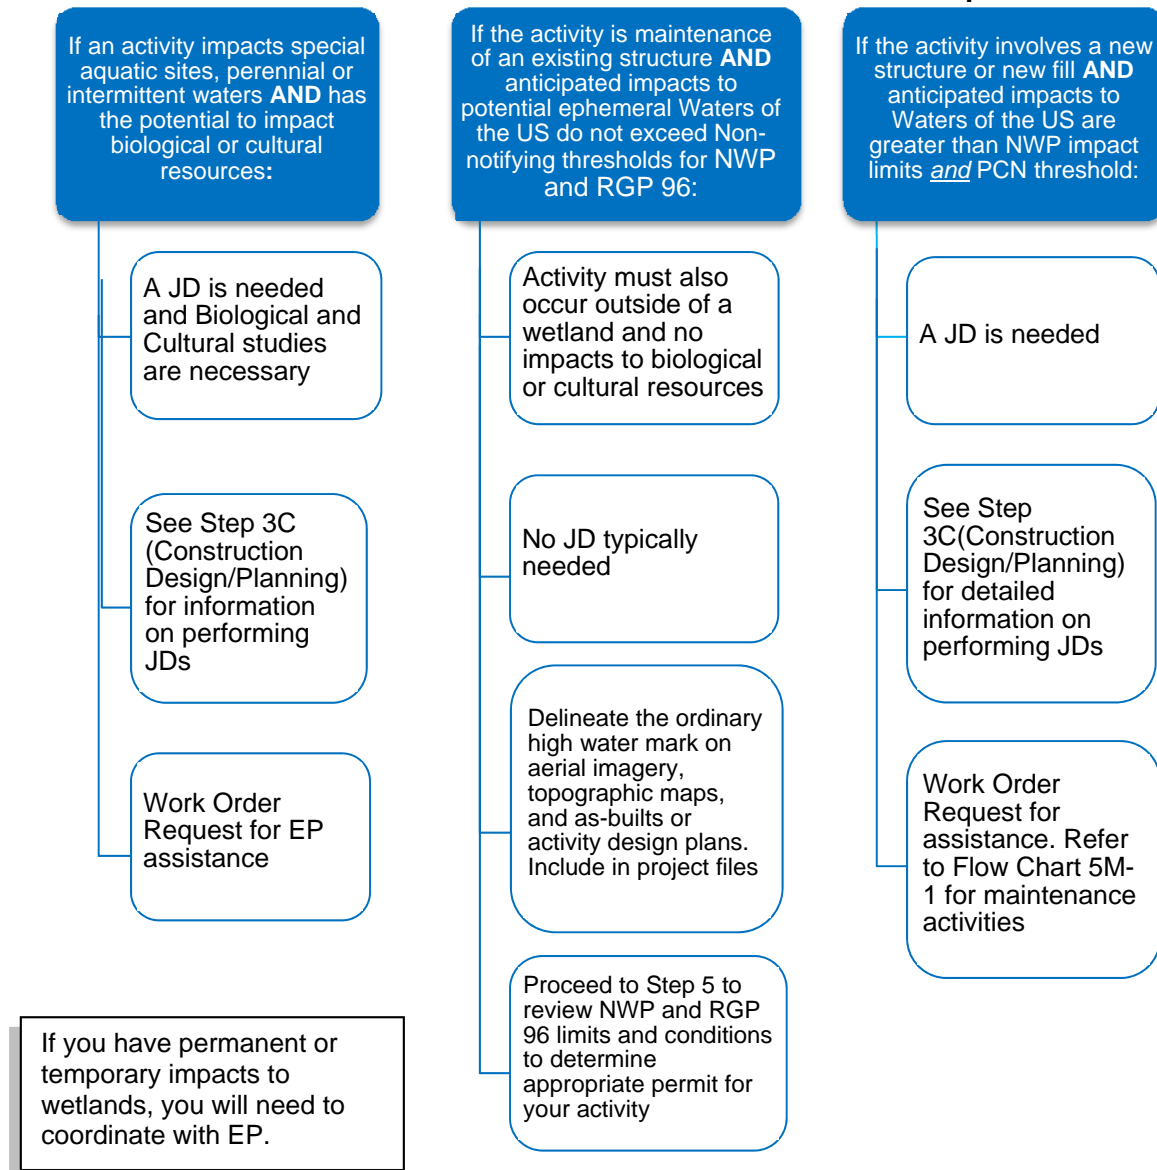 If an activity impacts special
aquatic sites, perennial or
intermittent waters AND has
the potential to impact
biological or cultural
resources:
A JD is needed
and Biological and
Cultural studies
are necessary
See Step 3C
(Construction
Design/Planning)
for information
on performing
JDs
Work Order
Request for EP
assistance
If the activity is maintenance
of an existing structure AND
anticipated impacts to
potential ephemeral Waters of
the US do not exceed Non-
notifying thresholds for NWP
and RGP 96:
Activity must also
occur outside of a
wetland and no
impacts to biological
or cultural resources
No JD typically
needed
Delineate the ordinary
high water mark on
aerial imagery,
topographic maps,
and as-builts or
activity design plans.
Include in project files
Proceed to Step 5 to
review NWP and RGP
96 limits and conditions
to determine
appropriate permit for
your activity
If the activity involves a new
structure or new fill AND
anticipated impacts to
Waters of the US are
greater than NWP impact
limits and PCN threshold:
A JD is needed
See Step
3C(Construction
Design/Planning)
for detailed
information on
performing JDs
Work Order
Request for
assistance. Refer
to Flow Chart 5M-
1 for maintenance
activities
If you have permanent or
temporary impacts to
wetlands, you will need to
coordinate with EP.